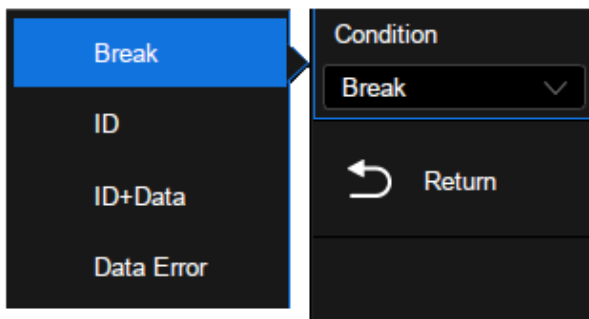 Break
ID
ID+Data
Data Error
Condition
Break
Return